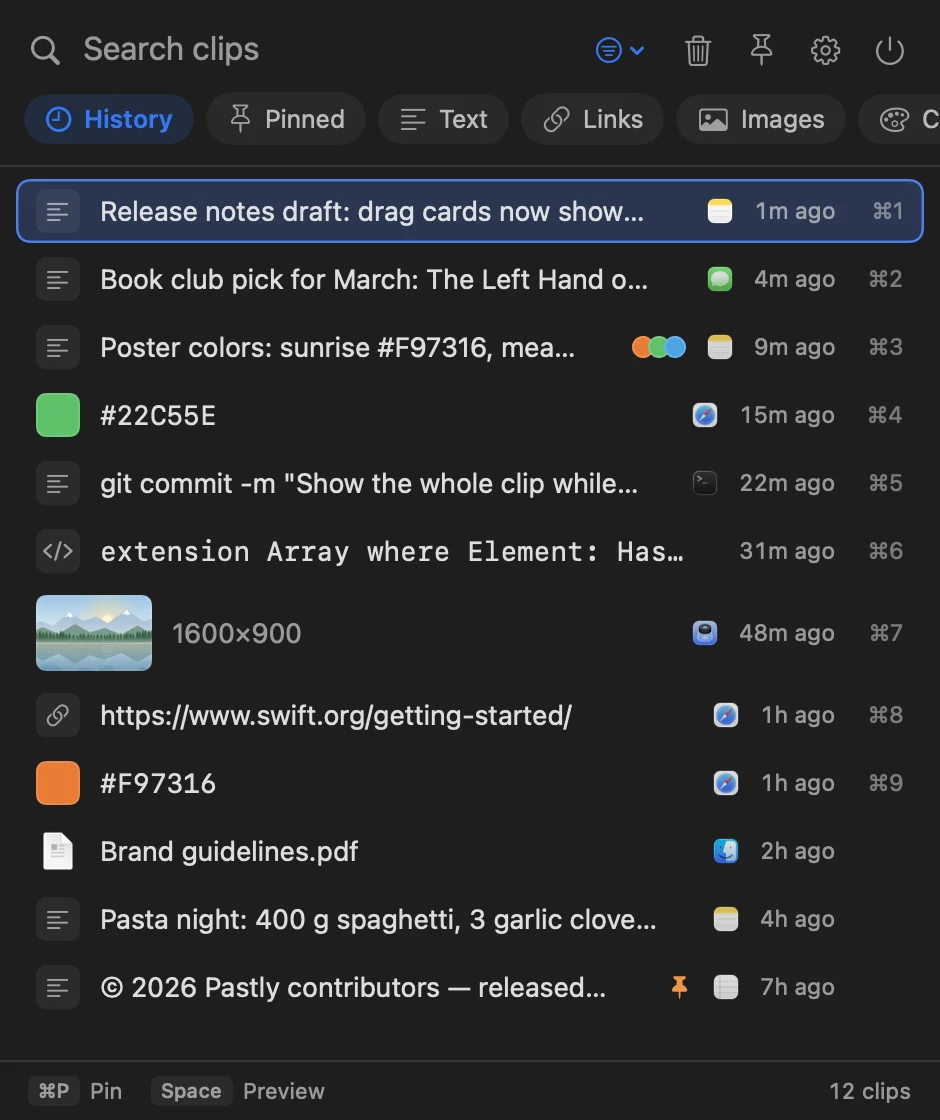 Search clips
History Pinned Text Links Images C
Release notes draft: drag cards now show... 1m ago ⌘1
Book club pick for March: The Left Hand o... 4m ago ⌘2
Poster colors: sunrise #F97316, mea... 9m ago ⌘3
#22C55E 15m ago ⌘4
git commit -m "Show the whole clip while... 22m ago ⌘5
</> extension Array where Element: Has… 31m ago ⌘6
1600×900 48m ago ⌘7
https://www.swift.org/getting-started/ 1h ago ⌘8
#F97316 1h ago ⌘9
Brand guidelines.pdf 2h ago
Pasta night: 400 g spaghetti, 3 garlic clove... 4h ago
© 2026 Pastly contributors — released... 7h ago
⌘P Pin Space Preview 12 clips